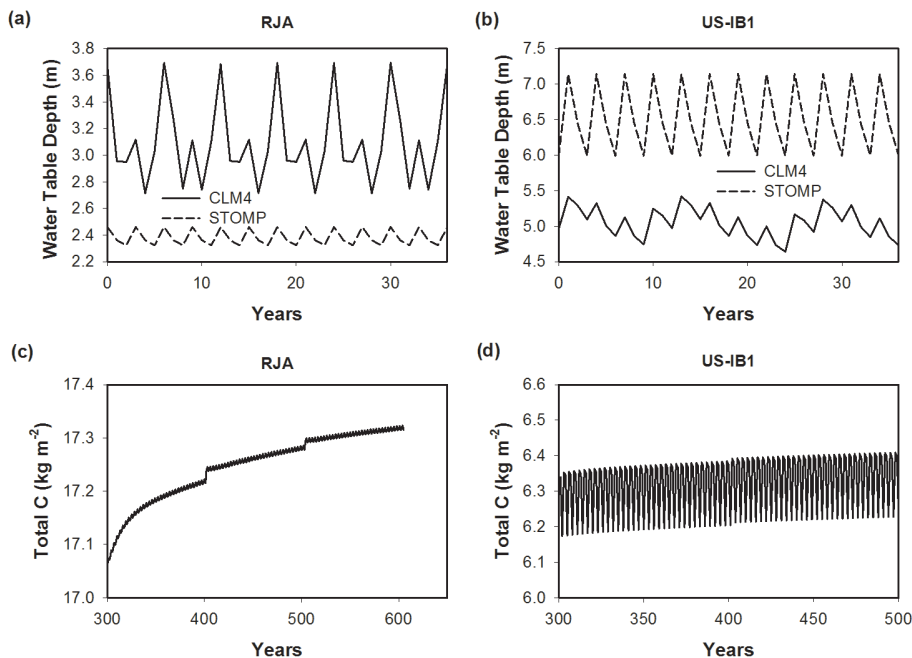 (a)
RJA
3.8
3.6
3.4
3.2
3.0
2.8
2.6
2.4
2.2
Water Table Depth (m)
CLM4
STOMP
0 10 20 30
Years
(b)
US-IB1
7.5
7.0
6.5
6.0
5.5
5.0
4.5
Water Table Depth (m)
CLM4
STOMP
0 10 20 30
Years
(c)
RJA
17.4
17.3
17.2
17.1
17.0
Total C (kg m⁻²)
300 400 500 600
Years
(d)
US-IB1
6.6
6.5
6.4
6.3
6.2
6.1
6.0
Total C (kg m⁻²)
300 350 400 450 500
Years